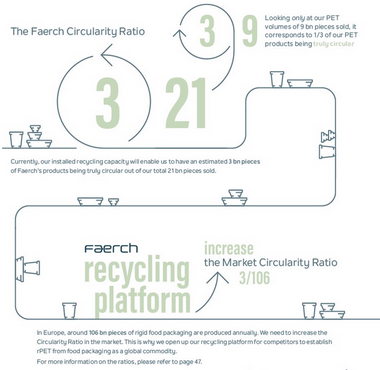 The Faerch Circularity Ratio
3
9
Looking only at our PET
volumes of 9 bn pieces sold, it
corresponds to 1/3 of our PET
products being truly circular
3
21
Currently, our installed recycling capacity will enable us to have an estimated 3 bn pieces
of Faerch's products being truly circular out of our total 21 bn pieces sold.
Faerch
recycling
platform
increase
the Market Circularity Ratio
3/106
In Europe, around 106 bn pieces of rigid food packaging are produced annually. We need to increase the
Circularity Ratio in the market. This is why we open up our recycling platform for competitors to establish
rPET from food packaging as a global commodity.
For more information on the ratios, please refer to page 47.